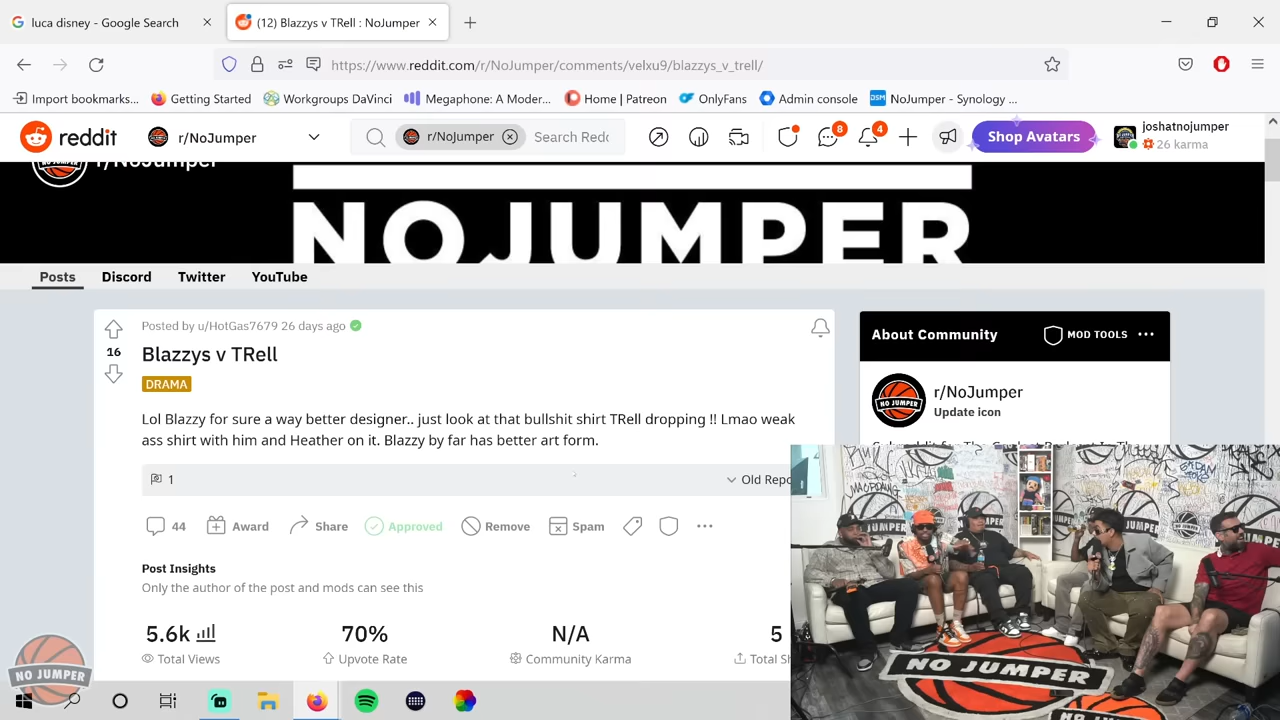 luca disney - Google Search
(12) Blazzys v TRell : NoJumper
https://www.reddit.com/r/NoJumper/comments/velxu9/blazzys_v_trell/
Import bookmarks... Getting Started Workgroups DaVinci Megaphone: A Moder... Home | Patreon OnlyFans Admin console NoJumper - Synology ...
reddit r/NoJumper r/NoJumper Search Redd 8 4 Shop Avatars joshatnojumper
26 karma
r/NoJumper
NOJUMPER
Posts Discord Twitter YouTube
Posted by u/HotGas7679 26 days ago
16
Blazzys v TRell
DRAMA
Lol Blazzy for sure a way better designer.. just look at that bullshit shirt TRell dropping !! Lmao weak
ass shirt with him and Heather on it. Blazzy by far has better art form.
1 Old Repo
44 Award Share Approved Remove Spam
Post Insights
Only the author of the post and mods can see this
5.6k 70% N/A 5
Total Views Upvote Rate Community Karma Total Sh
About Community MOD TOOLS
NO JUMPER
r/NoJumper
Update icon
NO JUMPER
NO JUMPER